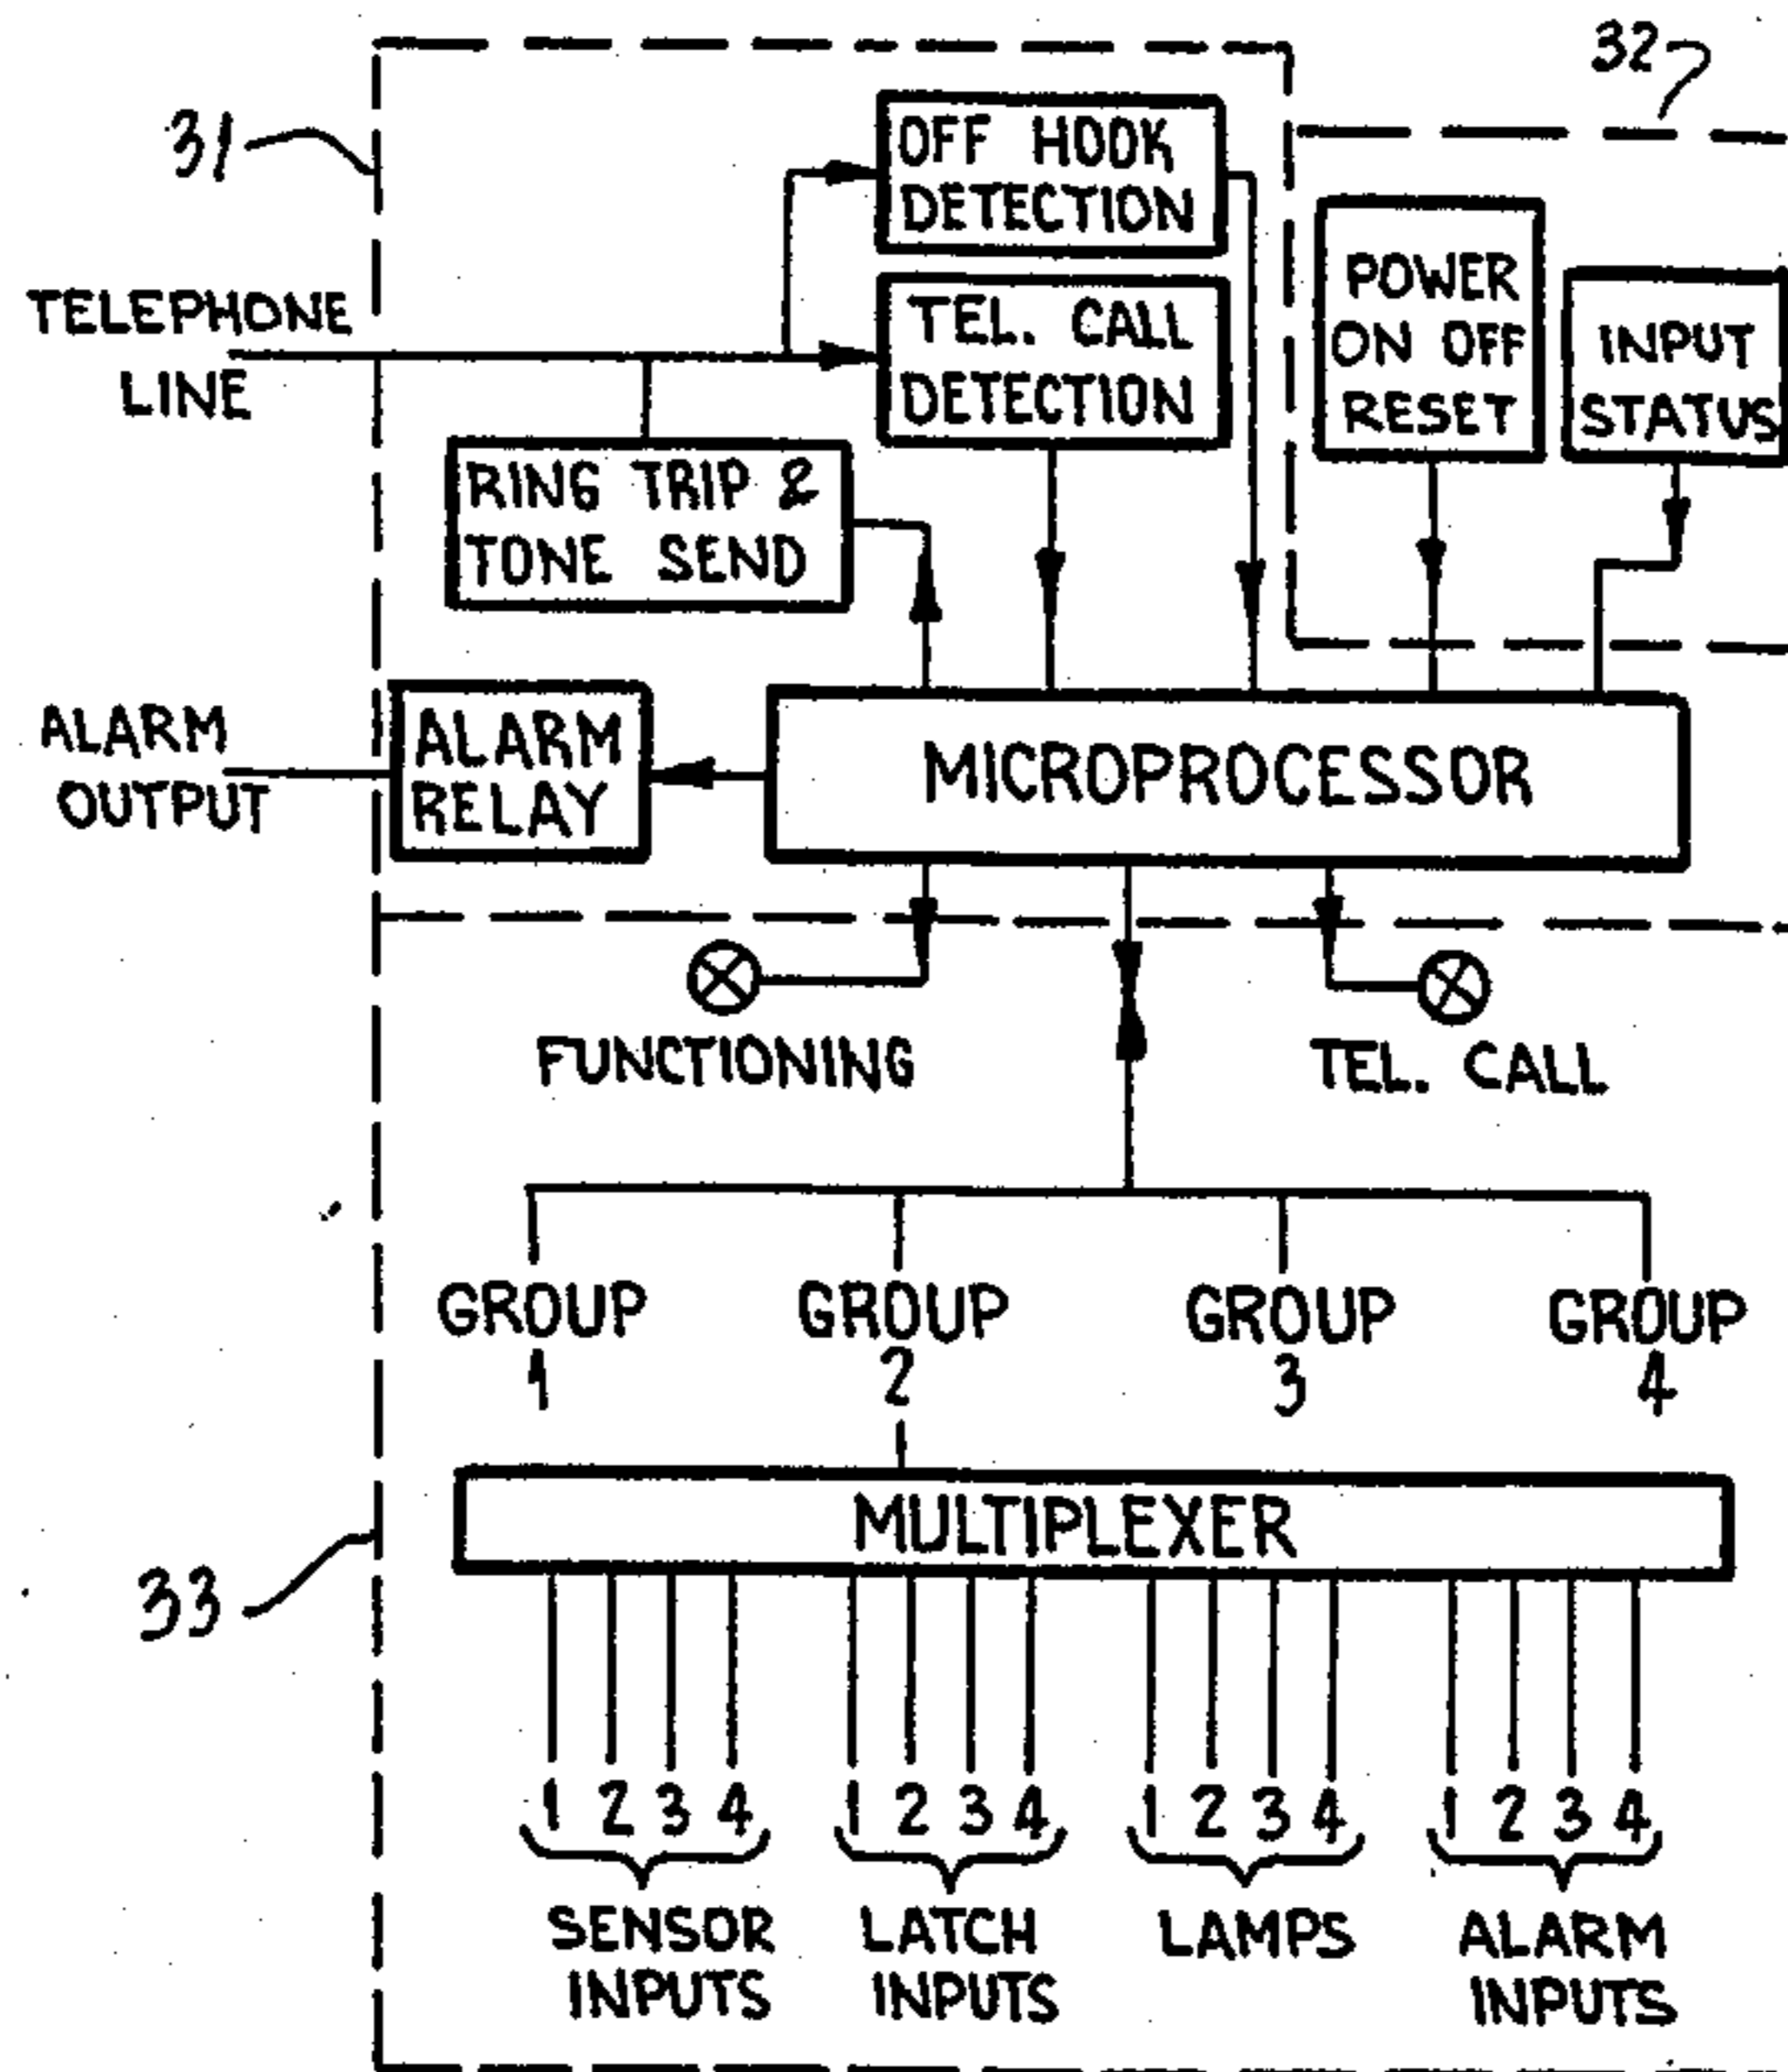 32
31
OFF HOOK
DETECTION
TELEPHONE
LINE
TEL. CALL
DETECTION
POWER
ON OFF
RESET
INPUT
STATUS
RING TRIP &
TONE SEND
ALARM
OUTPUT
ALARM
RELAY
MICROPROCESSOR
FUNCTIONING
TEL. CALL
GROUP
1
GROUP
2
GROUP
3
GROUP
4
MULTIPLEXER
33
1 2 3 4
SENSOR
INPUTS
1 2 3 4
LATCH
INPUTS
1 2 3 4
LAMPS
1 2 3 4
ALARM
INPUTS